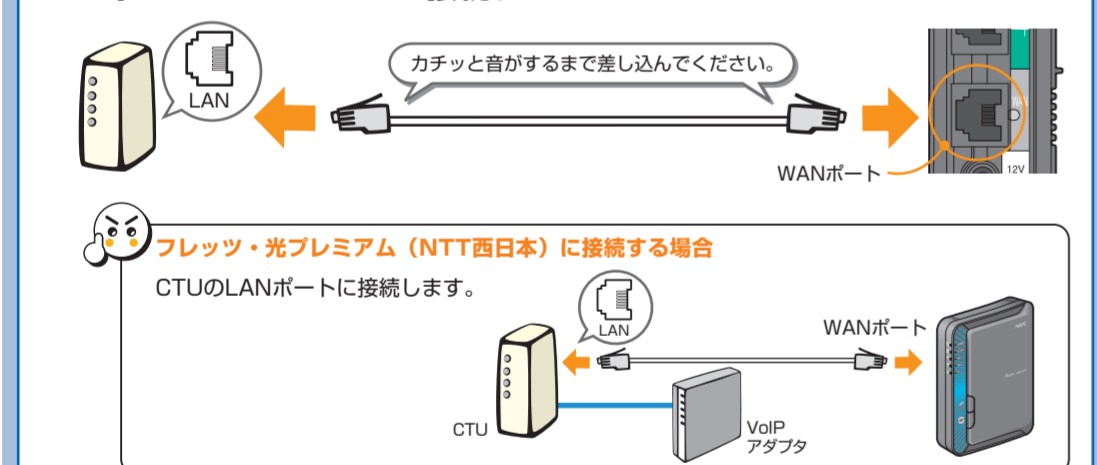 カチッと音がするまで差し込んでください。
LAN
WANポート
12V
フレッツ・光プレミアム（NTT西日本）に接続する場合
CTUのLANポートに接続します。
LAN
WANポート
NEC
CTU
VoIP
アダプタ